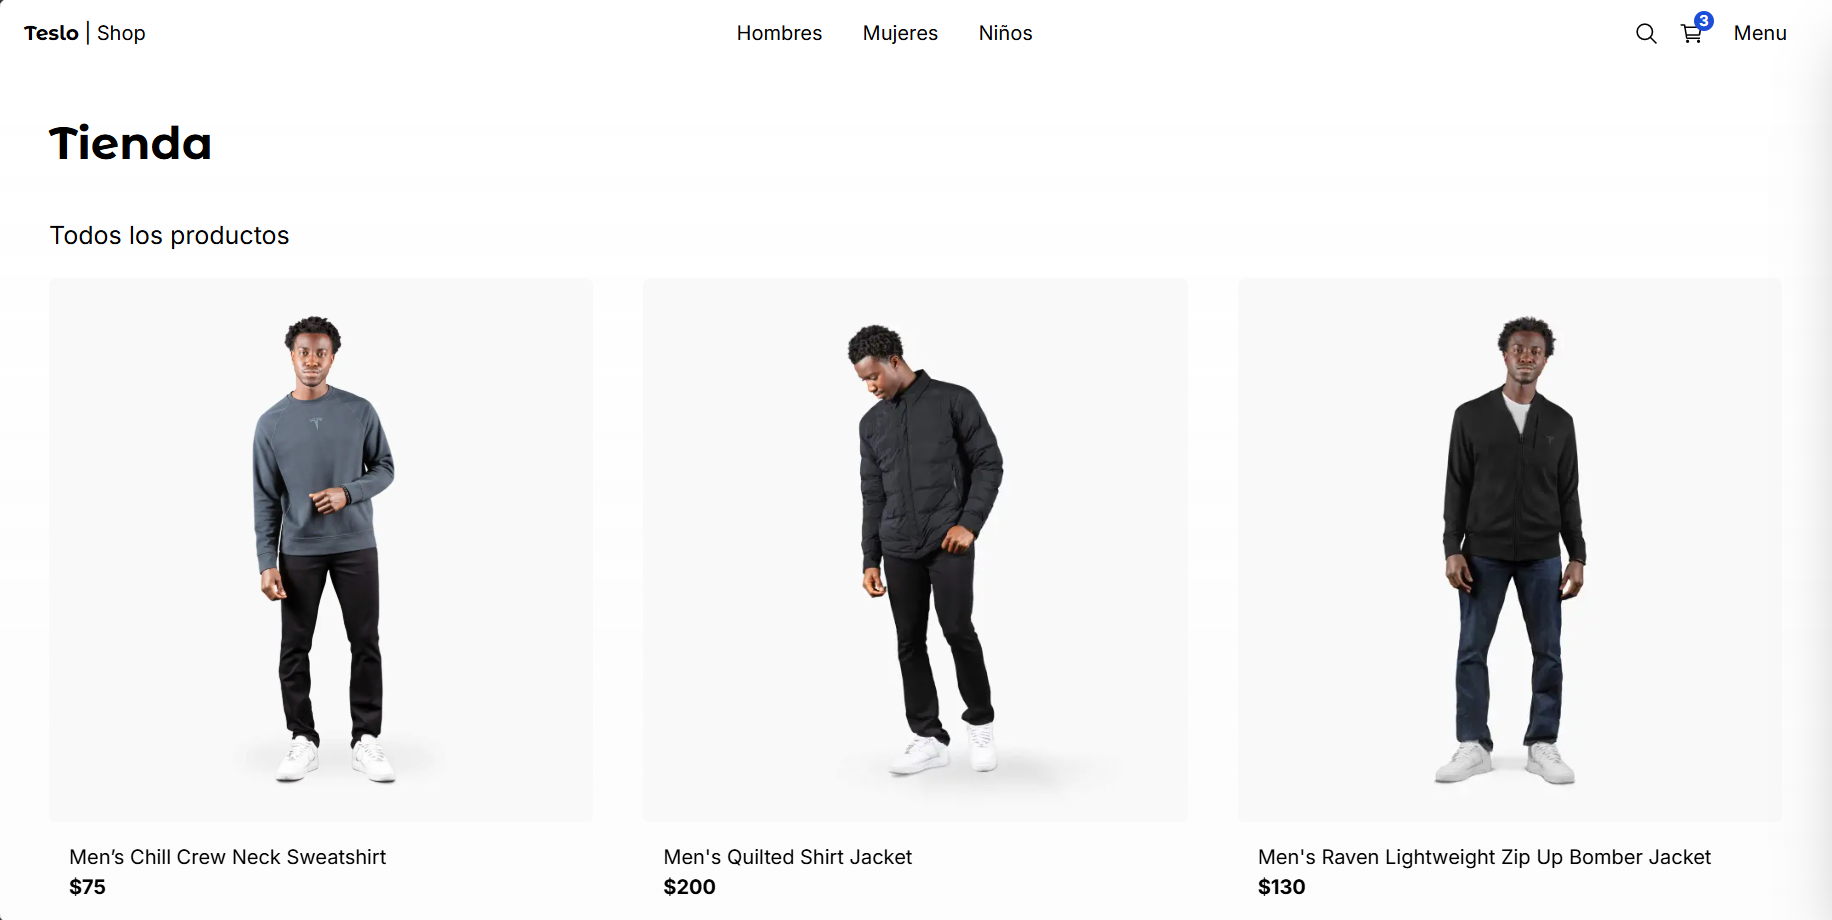 Teslo | Shop
Hombres Mujeres Niños
3
Menu
Tienda
Todos los productos
Men’s Chill Crew Neck Sweatshirt
$75
Men's Quilted Shirt Jacket
$200
Men's Raven Lightweight Zip Up Bomber Jacket
$130